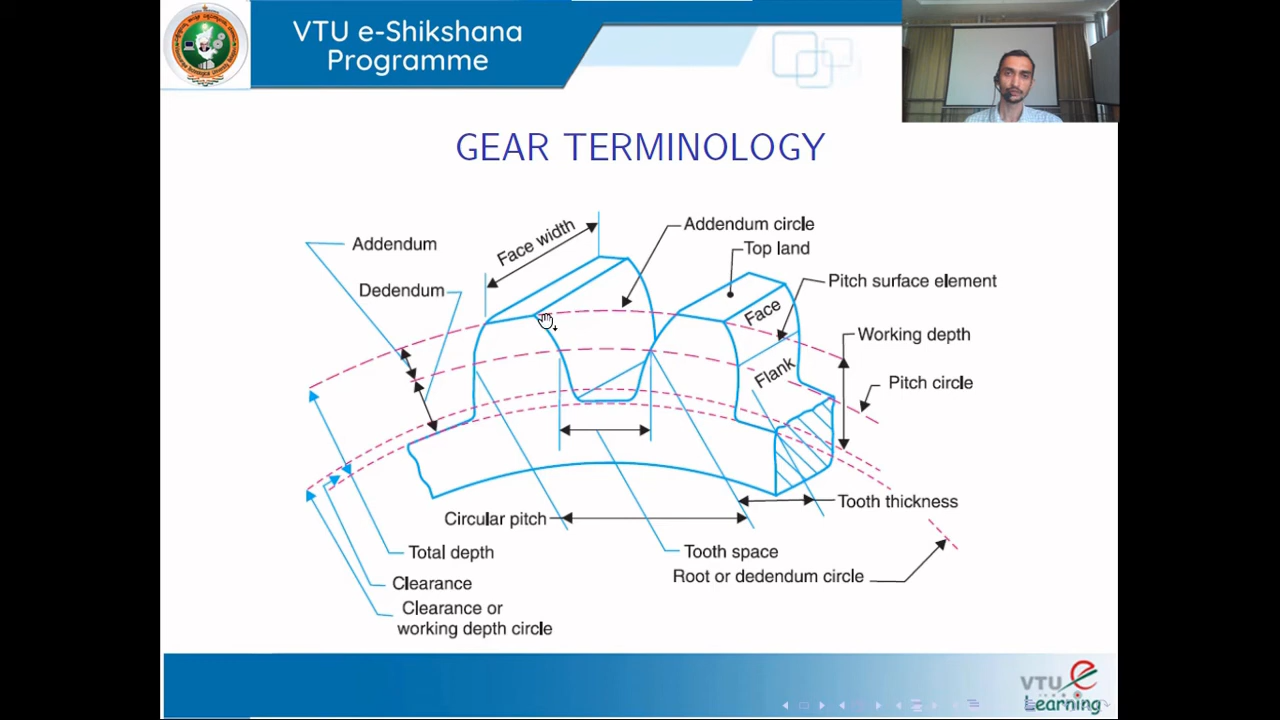 VTU e-Shikshana
Programme
GEAR TERMINOLOGY
Addendum
Face width
Addendum circle
Top land
Dedendum
Pitch surface element
Face
Working depth
Flank
Pitch circle
Tooth thickness
Circular pitch
Total depth
Tooth space
Root or dedendum circle
Clearance
Clearance or
working depth circle
VTU e
Learning